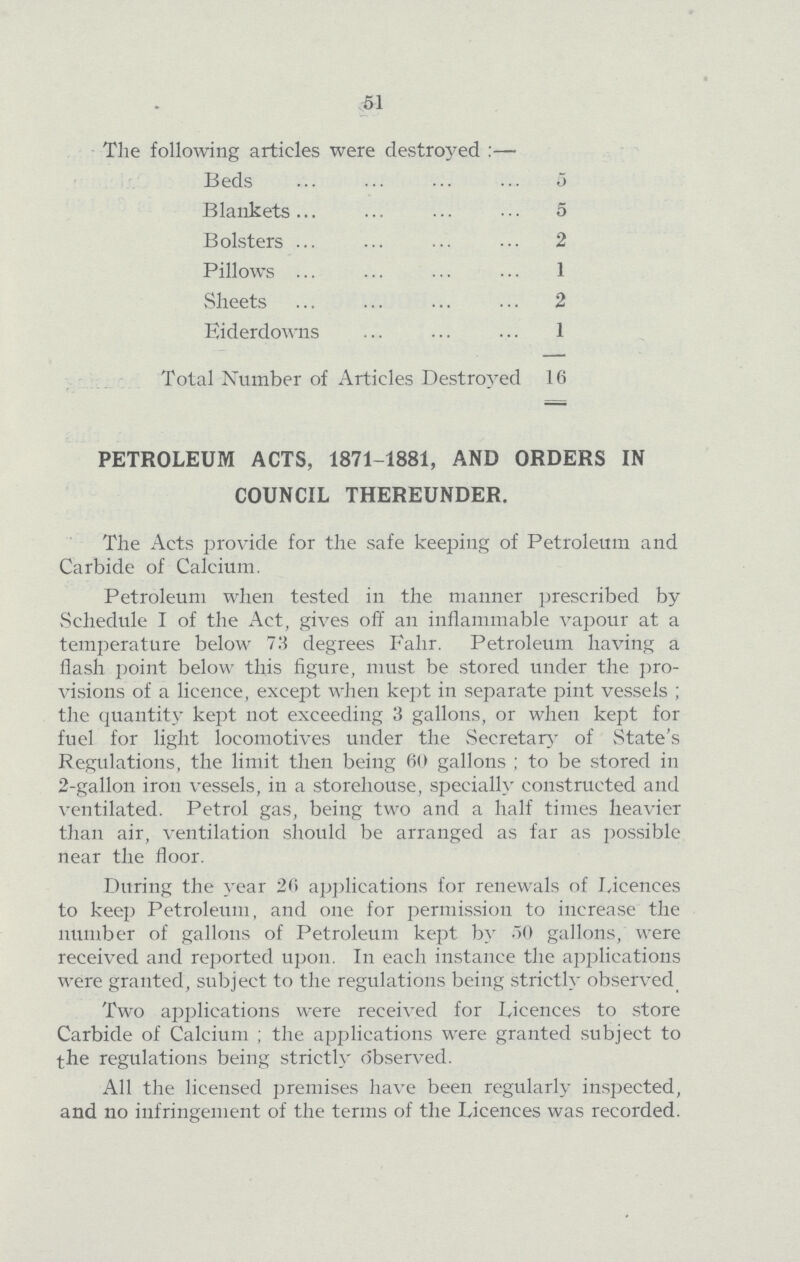 51
The following articles were destroyed :—
Beds ... ... ... ... 5
Blankets ... ... ... ... 5
Bolsters ... ... ... ... 2
Pillows ... ... ... ... 1
Sheets ... ... ... ... 2
Eiderdowns ... ... ... 1
Total Number of Articles Destroyed 16
PETROLEUM ACTS, 1871-1881, AND ORDERS IN
COUNCIL THEREUNDER.
The Acts provide for the safe keeping of Petroleum and
Carbide of Calcium.
Petroleum when tested in the manner prescribed by
Schedule I of the Act, gives off an inflammable vapour at a
temperature below 73 degrees Fahr. Petroleum having a
flash point below this figure, must be stored under the pro-
visions of a licence, except when kept in separate pint vessels ;
the quantity kept not exceeding 3 gallons, or when kept for
fuel for light locomotives under the Secretary of State's
Regulations, the limit then being 60 gallons ; to be stored in
2-gallon iron vessels, in a storehouse, specially constructed and
ventilated. Petrol gas, being two and a half times heavier
than air, ventilation should be arranged as far as possible
near the floor.
During the year 26 applications for renewals of Licences
to keep Petroleum, and one for permission to increase the
number of gallons of Petroleum kept by 50 gallons, were
received and reported upon. In each instance the applications
were granted, subject to the regulations being strictly observed,
Two applications were received for Licences to store
Carbide of Calcium ; the applications were granted subject to
the regulations being strictly observed.
All the licensed premises have been regularly inspected,
and no infringement of the terms of the Licences was recorded.